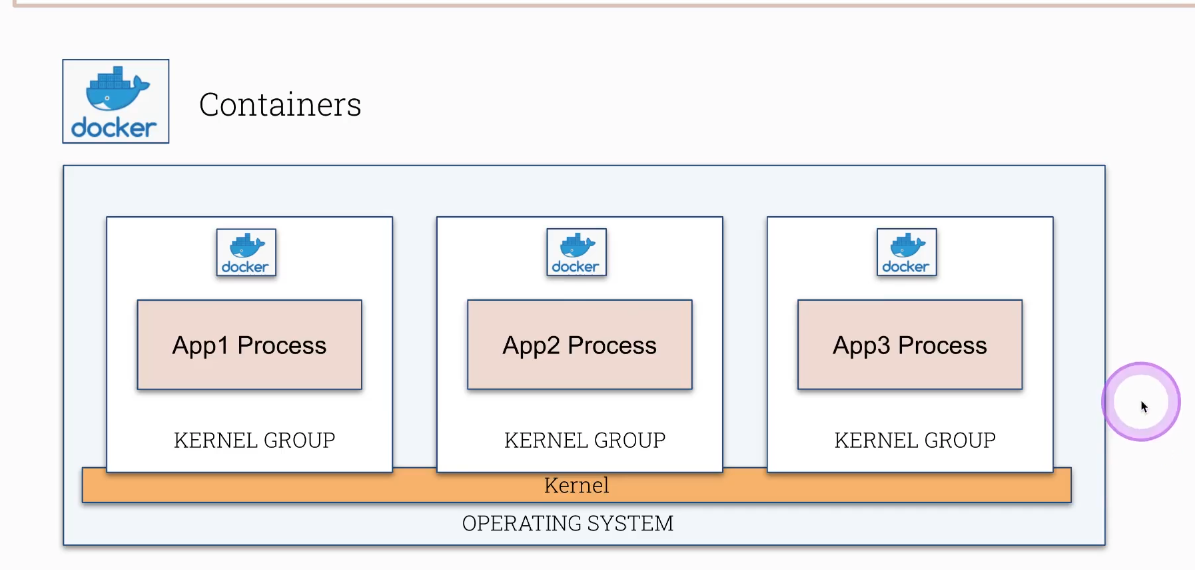 docker
Containers
docker
docker
docker
App1 Process
App2 Process
App3 Process
KERNEL GROUP
KERNEL GROUP
KERNEL GROUP
Kernel
OPERATING SYSTEM